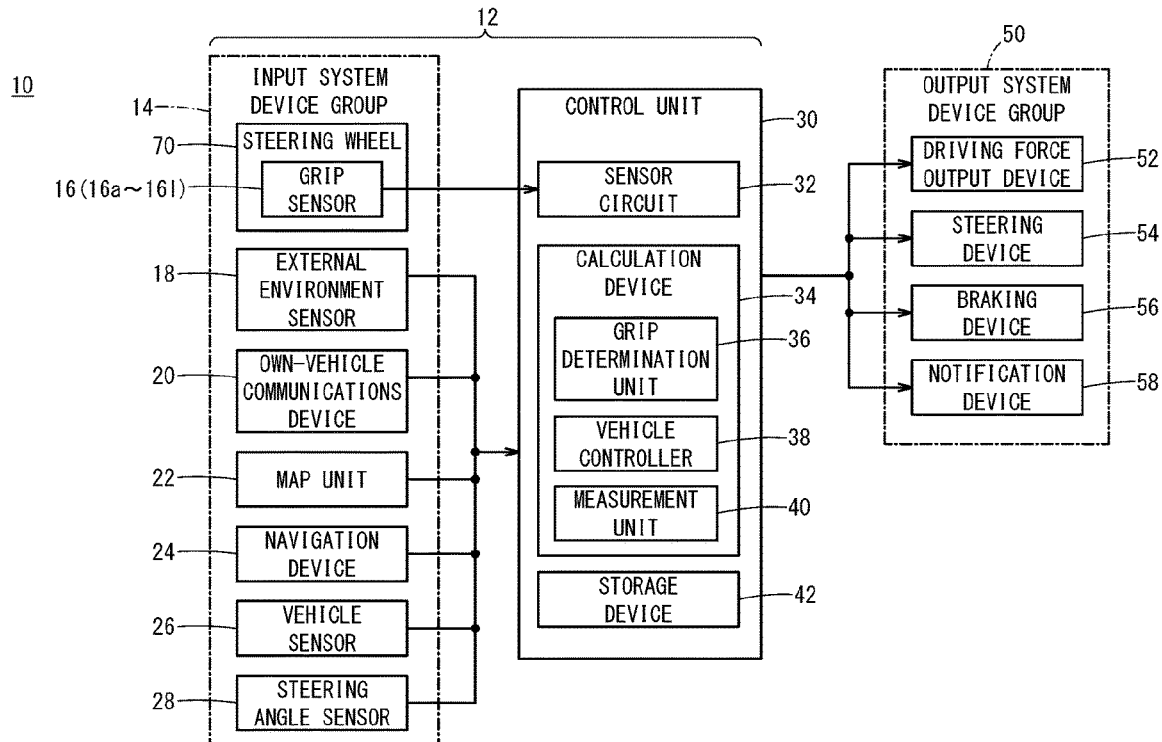 12
10
INPUT SYSTEM
DEVICE GROUP
14
70
STEERING WHEEL
16(16a~16l)
GRIP
SENSOR
18
EXTERNAL
ENVIRONMENT
SENSOR
20
OWN-VEHICLE
COMMUNICATIONS
DEVICE
22
MAP UNIT
24
NAVIGATION
DEVICE
26
VEHICLE
SENSOR
28
STEERING
ANGLE SENSOR
CONTROL UNIT
30
SENSOR
CIRCUIT
32
CALCULATION
DEVICE
34
GRIP
DETERMINATION
UNIT
36
VEHICLE
CONTROLLER
38
MEASUREMENT
UNIT
40
STORAGE
DEVICE
42
50
OUTPUT SYSTEM
DEVICE GROUP
DRIVING FORCE
OUTPUT DEVICE
52
STEERING
DEVICE
54
BRAKING
DEVICE
56
NOTIFICATION
DEVICE
58